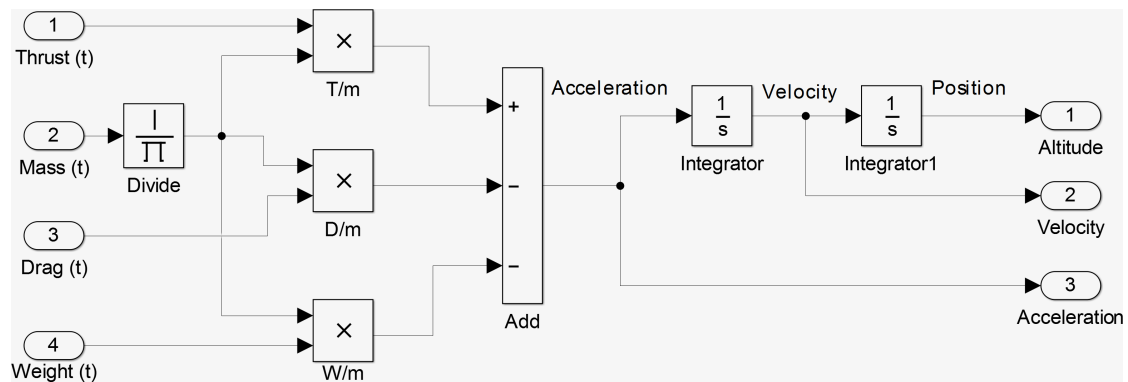 1
Thrust (t)
2
Mass (t)
3
Drag (t)
4
Weight (t)
1
∏
Divide
×
T/m
×
D/m
×
W/m
+
−
−
Add
Acceleration
1
s
Integrator
Velocity
1
s
Integrator1
Position
1
Altitude
2
Velocity
3
Acceleration